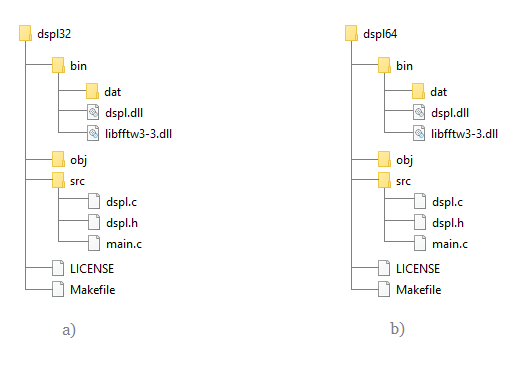 dspl32
bin
dat
dspl.dll
libfftw3-3.dll
obj
src
dspl.c
dspl.h
main.c
LICENSE
Makefile
a)
dspl64
bin
dat
dspl.dll
libfftw3-3.dll
obj
src
dspl.c
dspl.h
main.c
LICENSE
Makefile
b)